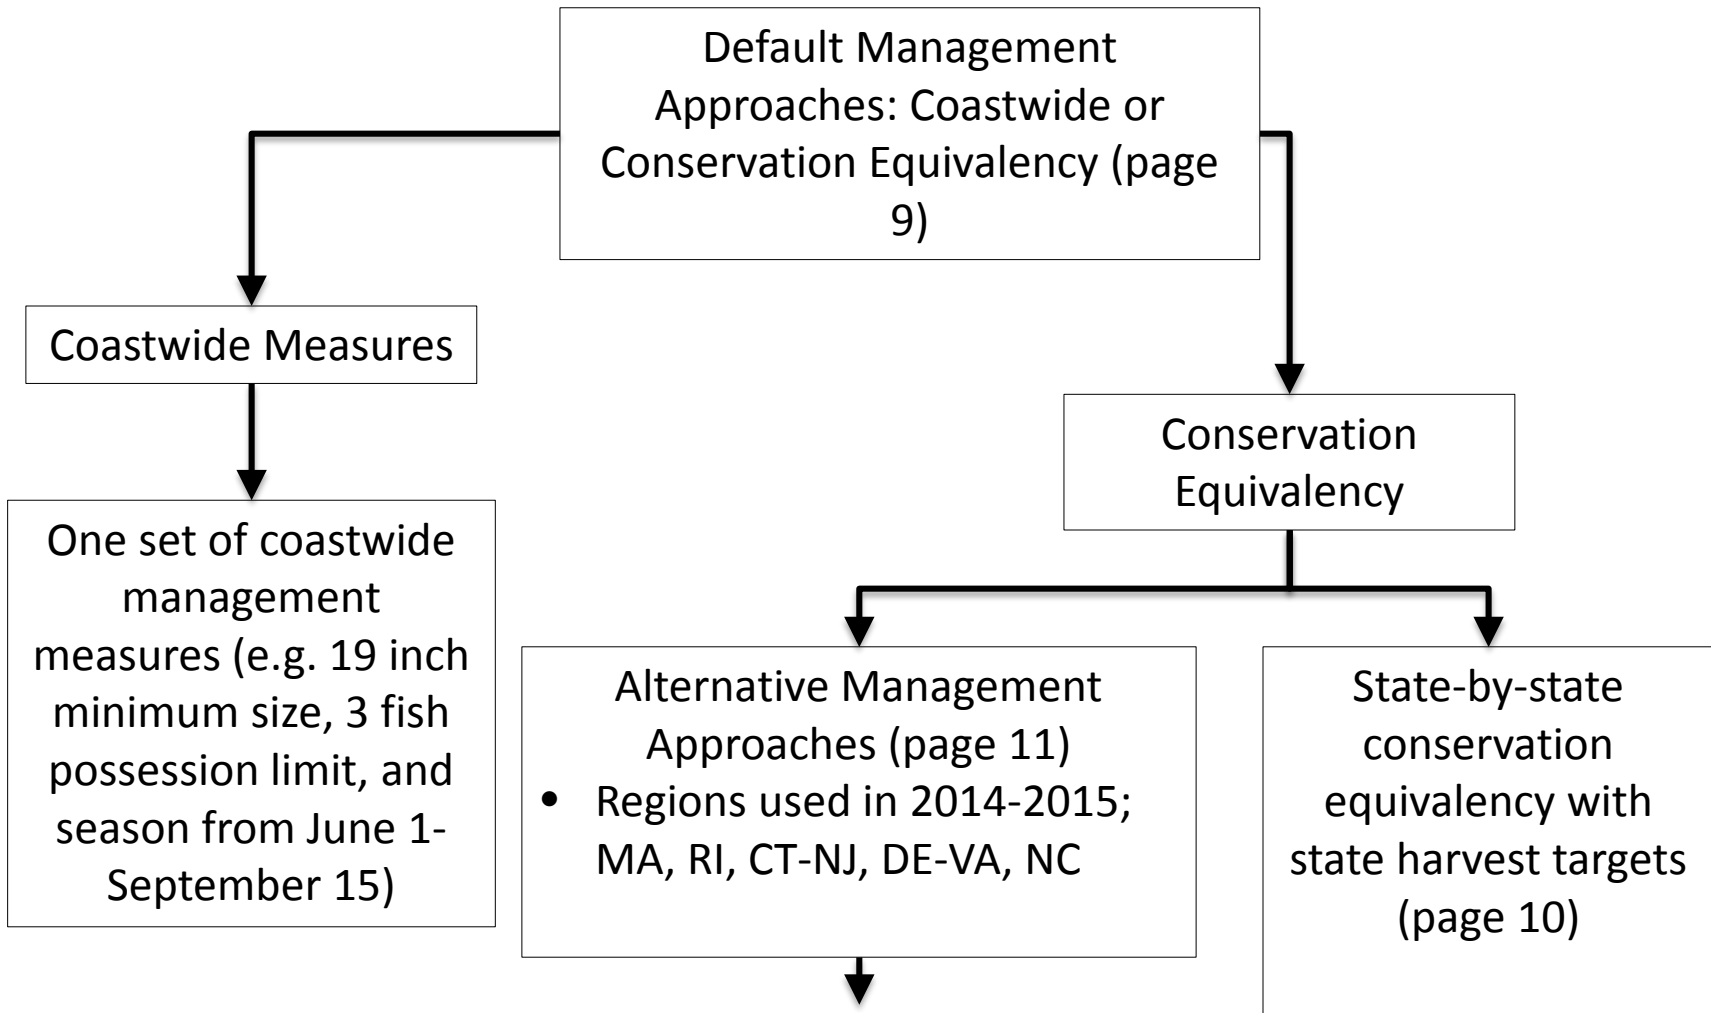 Default Management
Approaches: Coastwide or
Conservation Equivalency (page
9)
Coastwide Measures
Conservation
Equivalency
One set of coastwide
management
measures (e.g. 19 inch
minimum size, 3 fish
possession limit, and
season from June 1-
September 15)
Alternative Management
Approaches (page 11)
• Regions used in 2014-2015;
MA, RI, CT-NJ, DE-VA, NC
State-by-state
conservation
equivalency with
state harvest targets
(page 10)